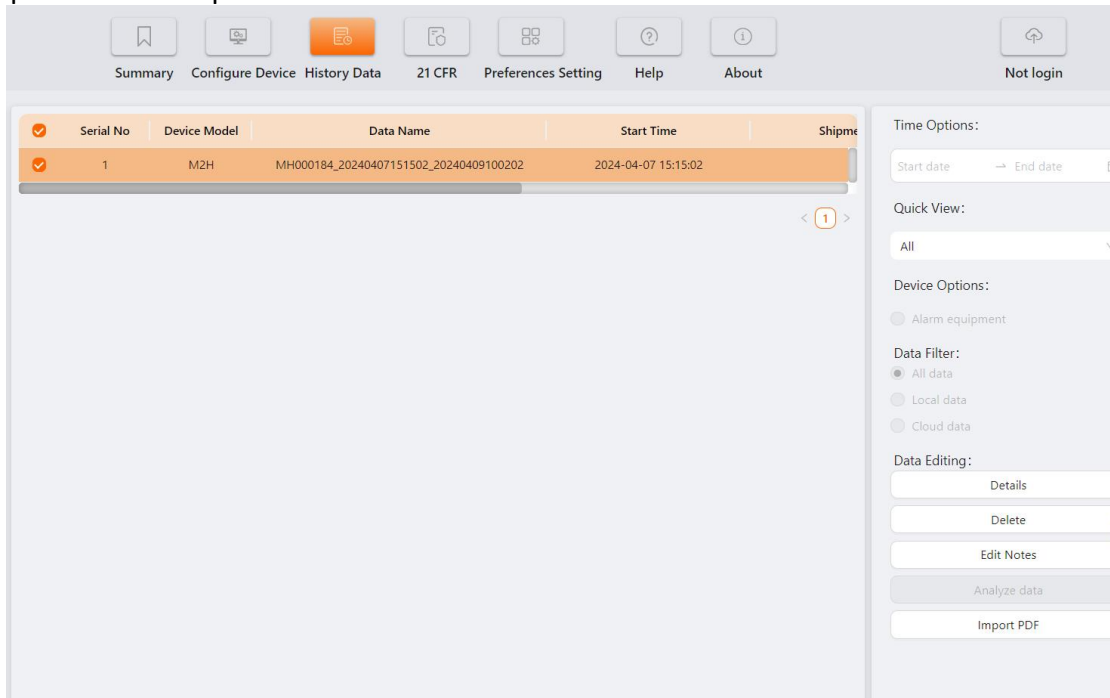 Summary Configure Device History Data 21 CFR Preferences Setting Help About Not login
Serial No Device Model Data Name Start Time Shipme
1 M2H MH000184_20240407151502_20240409100202 2024-04-07 15:15:02
< 1 >
Time Options:
Start date → End date
Quick View:
All
Device Options:
Alarm equipment
Data Filter:
All data
Local data
Cloud data
Data Editing:
Details
Delete
Edit Notes
Analyze data
Import PDF